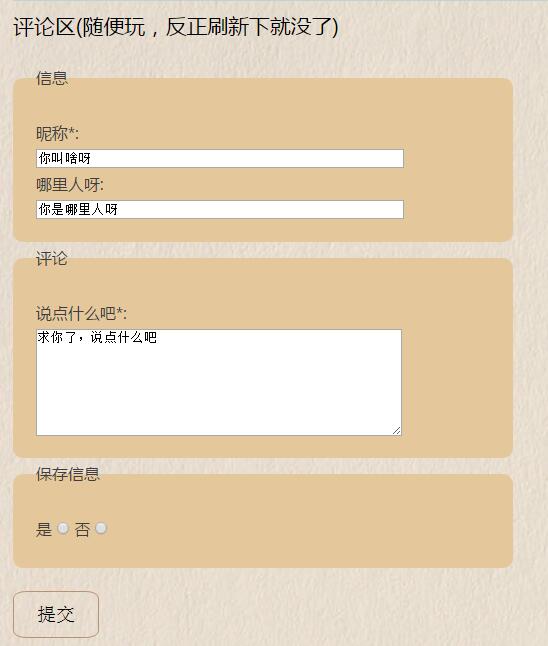 评论区(随便玩，反正刷新下就没了)
信息
昵称*:
你叫啥呀
哪里人呀:
你是哪里人呀
评论
说点什么吧*:
求你了，说点什么吧
保存信息
是 否
提交